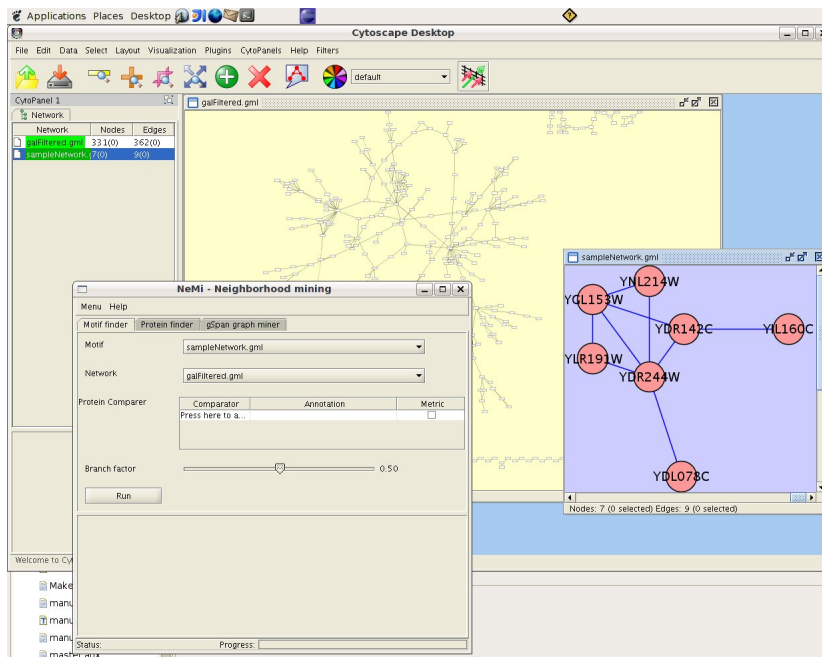 Applications Places Desktop
Cytoscape Desktop
File Edit Data Select Layout Visualization Plugins CytoPanels Help Filters
default
CytoPanel 1
Network
Network Nodes Edges
galFiltered.gml 331(0) 362(0)
sampleNetwork. 7(0) 9(0)
galFiltered.gml
sampleNetwork.gml
YNL214W
YGL153W
YDR142C
YIL160C
YLR191W
YDR244W
YDL078C
Nodes: 7 (0 selected) Edges: 9 (0 selected)
NeMi - Neighborhood mining
Menu Help
Motif finder Protein finder gSpan graph miner
Motif sampleNetwork.gml
Network galFiltered.gml
Protein Comparer
Comparator Annotation Metric
Press here to a...
Branch factor 0.50
Run
Status: Progress:
Welcome to Cy
Make
manu
manu
manu
master.aux